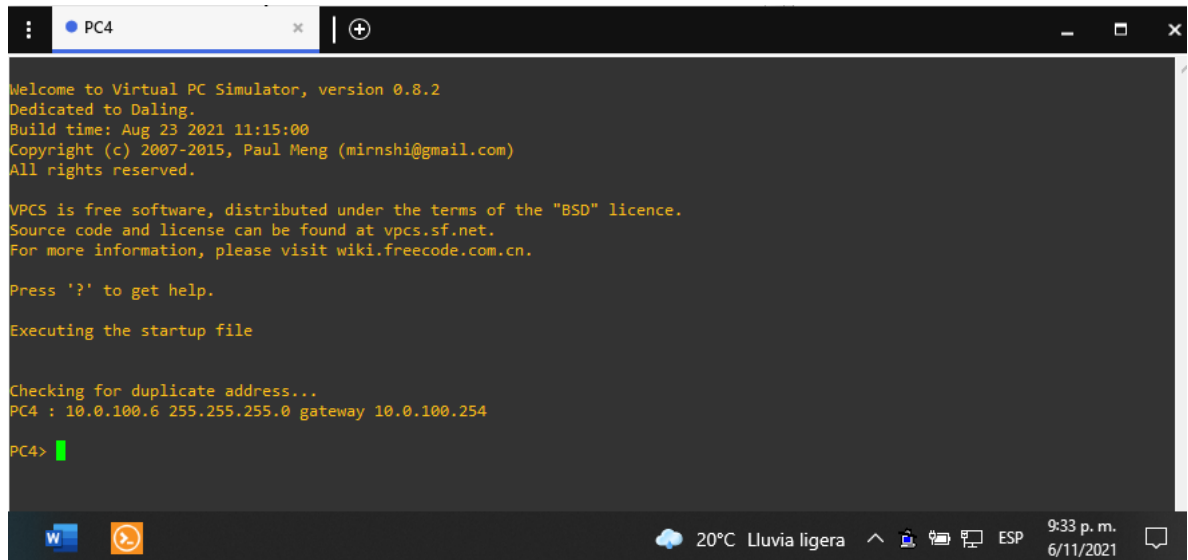 PC4
Welcome to Virtual PC Simulator, version 0.8.2
Dedicated to Daling.
Build time: Aug 23 2021 11:15:00
Copyright (c) 2007-2015, Paul Meng (mirnshi@gmail.com)
All rights reserved.
VPCS is free software, distributed under the terms of the "BSD" licence.
Source code and license can be found at vpcs.sf.net.
For more information, please visit wiki.freecode.com.cn.
Press '?' to get help.
Executing the startup file
Checking for duplicate address...
PC4 : 10.0.100.6 255.255.255.0 gateway 10.0.100.254
PC4>
20°C Lluvia ligera ESP 9:33 p. m.
6/11/2021